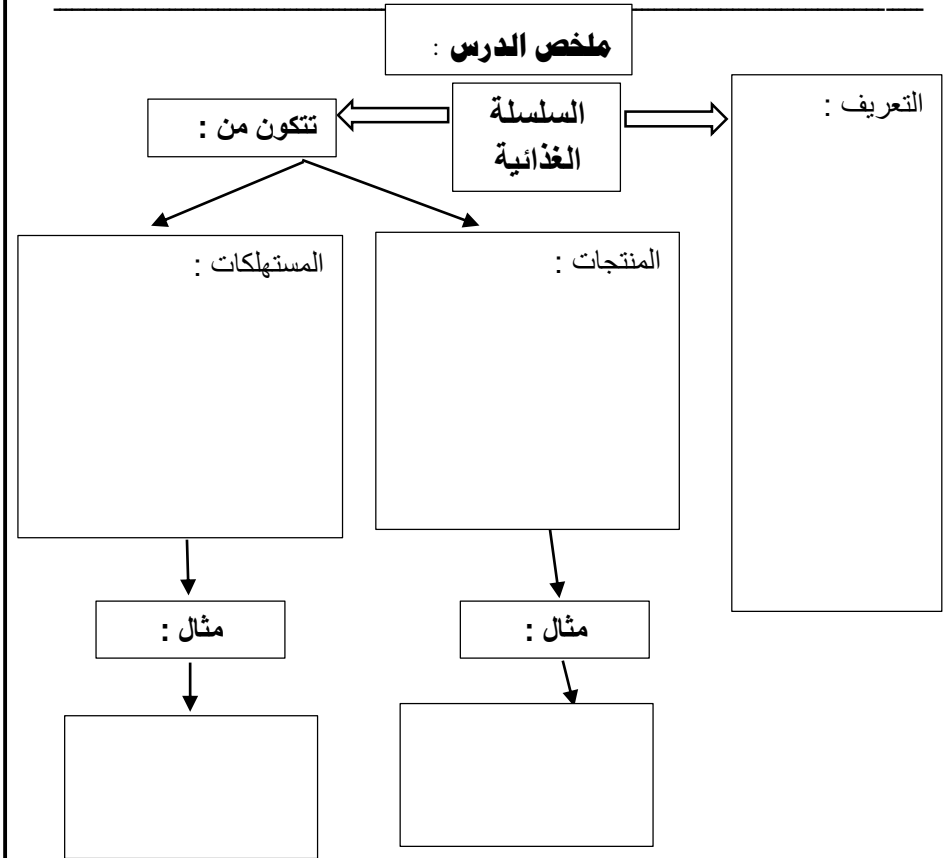 ملخص الدرس :
السلسلة
الغذائية
التعريف :
تتكون من :
المنتجات :
المستهلكات :
مثال :
مثال :